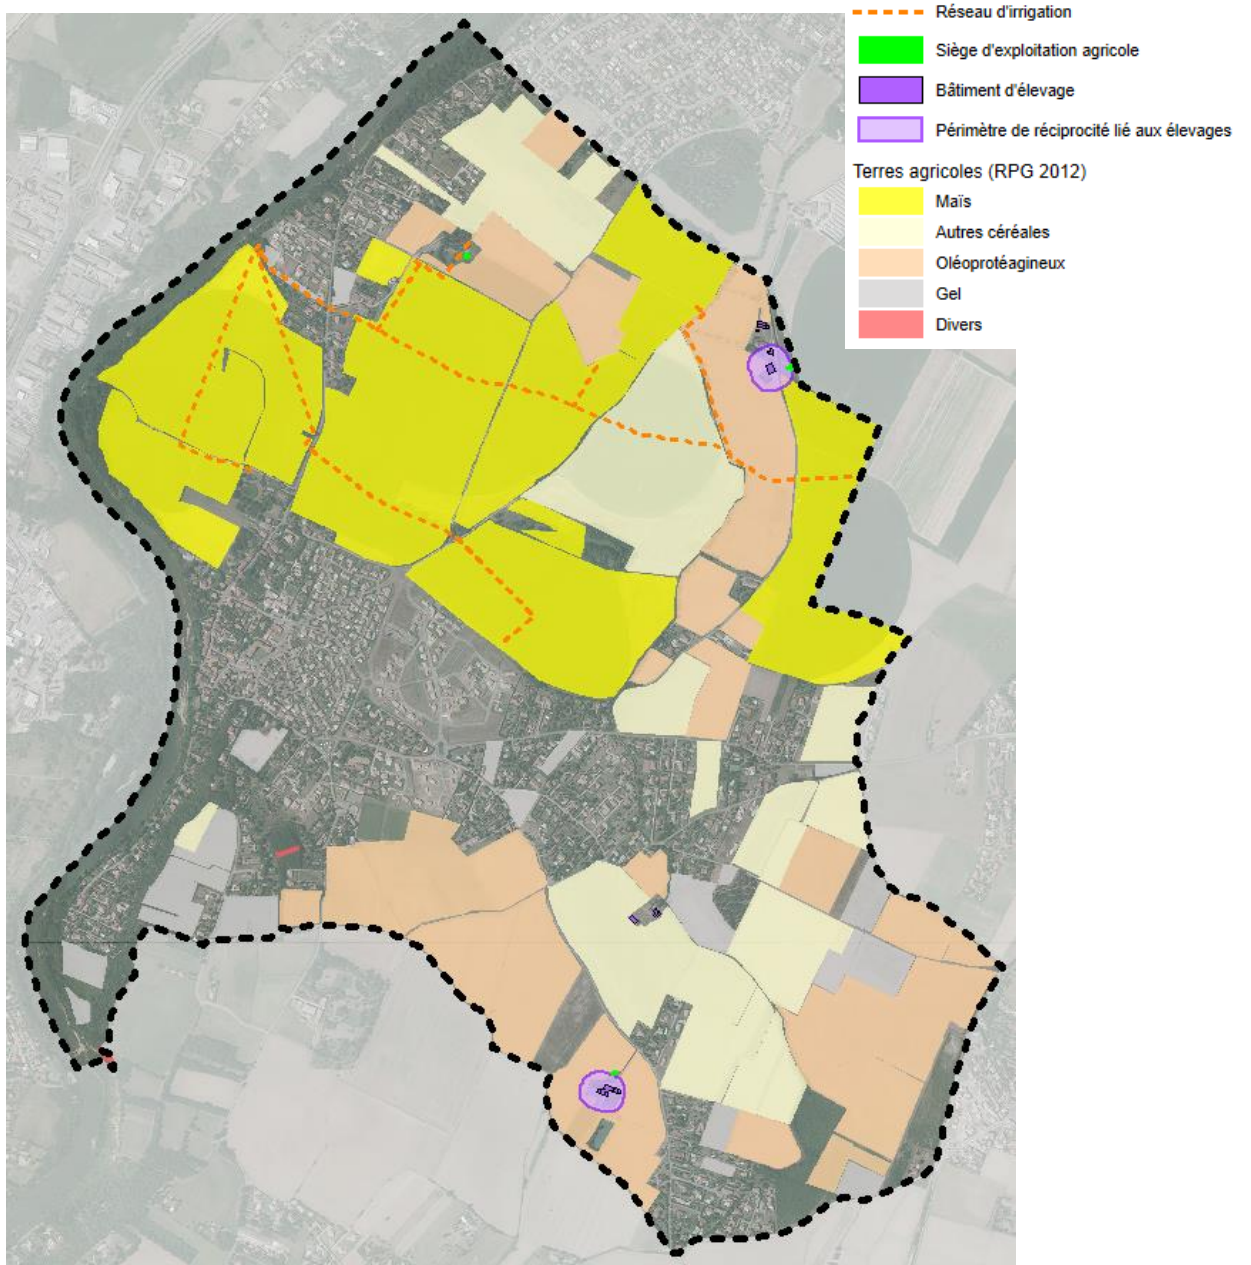 Réseau d'irrigation
Siège d'exploitation agricole
Bâtiment d'élevage
Périmètre de réciprocité lié aux élevages
Terres agricoles (RPG 2012)
Maïs
Autres céréales
Oléoprotéagineux
Gel
Divers